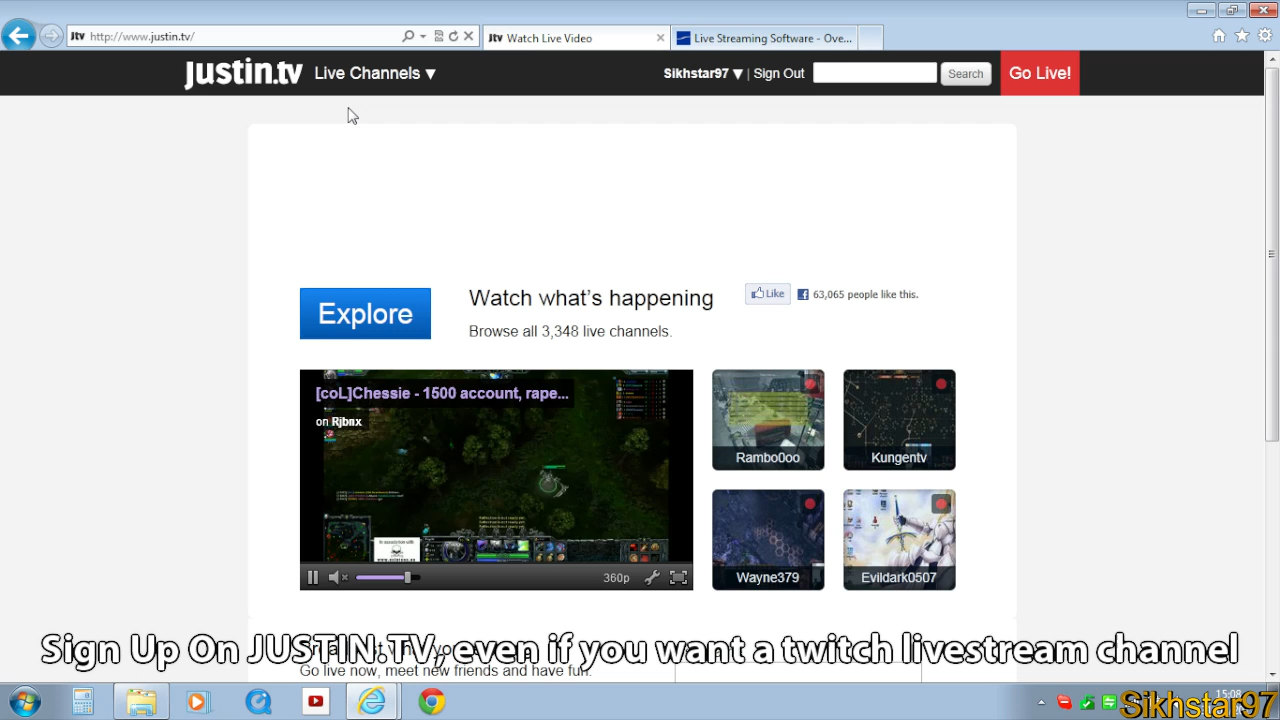 Jtv http://www.justin.tv/
Jtv Watch Live Video
Live Streaming Software - Ove...
Justin.tv
Live Channels ▼
Sikhstar97 ▼ | Sign Out
Search
Go Live!
Explore
Watch what's happening
Like
63,065 people like this.
Browse all 3,348 live channels.
[coL]Chessie - 1500 account, rape...
on Rjbnx
360p
Rambo0oo
Kungentv
Wayne379
Evildark0507
Sign Up On JUSTIN.TV, even if you want a twitch livestream channel
Go live now, meet new friends and have fun.
15:08
Sikhstar97